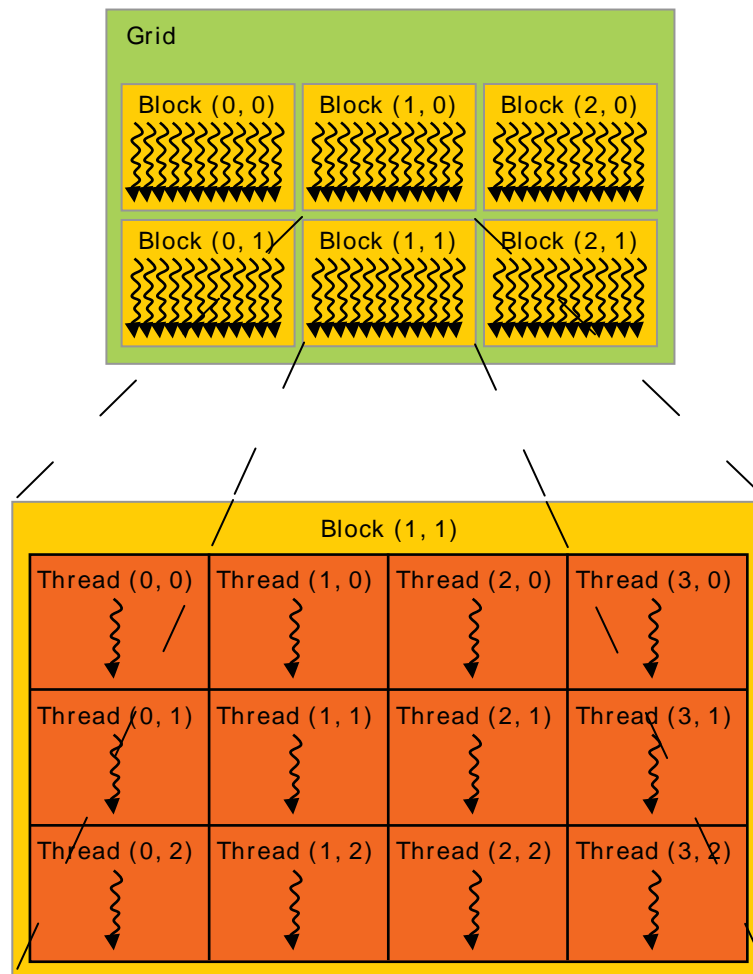 Grid
Block (0, 0) Block (1, 0) Block (2, 0)
Block (0, 1) Block (1, 1) Block (2, 1)
Block (1, 1)
Thread (0, 0) Thread (1, 0) Thread (2, 0) Thread (3, 0)
Thread (0, 1) Thread (1, 1) Thread (2, 1) Thread (3, 1)
Thread (0, 2) Thread (1, 2) Thread (2, 2) Thread (3, 2)